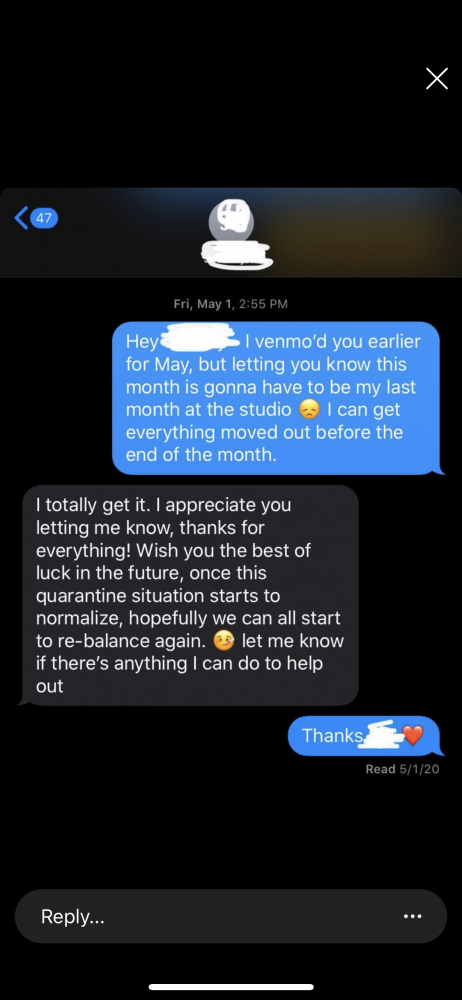 47
Fri, May 1, 2:55 PM
Hey I venmo'd you earlier
for May, but letting you know this
month is gonna have to be my last
month at the studio 😞 I can get
everything moved out before the
end of the month.
I totally get it. I appreciate you
letting me know, thanks for
everything! Wish you the best of
luck in the future, once this
quarantine situation starts to
normalize, hopefully we can all start
to re-balance again. 🤒 let me know
if there's anything I can do to help
out
Thanks ❤️
Read 5/1/20
Reply...